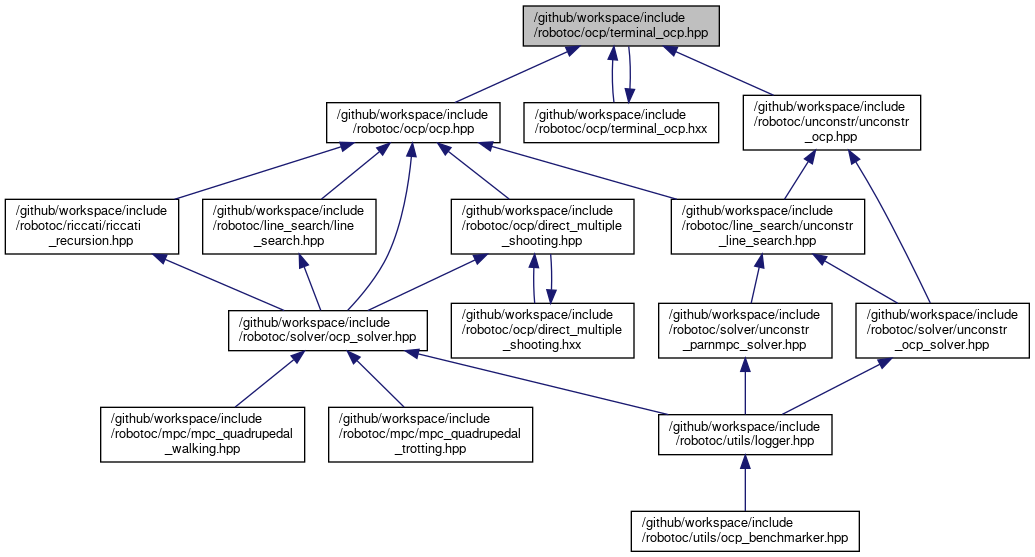 /github/workspace/include
/robotoc/ocp/terminal_ocp.hpp
/github/workspace/include
/robotoc/ocp/ocp.hpp
/github/workspace/include
/robotoc/ocp/terminal_ocp.hxx
/github/workspace/include
/robotoc/unconstr/unconstr
_ocp.hpp
/github/workspace/include
/robotoc/riccati/riccati
_recursion.hpp
/github/workspace/include
/robotoc/line_search/line
_search.hpp
/github/workspace/include
/robotoc/ocp/direct_multiple
_shooting.hpp
/github/workspace/include
/robotoc/line_search/unconstr
_line_search.hpp
/github/workspace/include
/robotoc/solver/ocp_solver.hpp
/github/workspace/include
/robotoc/ocp/direct_multiple
_shooting.hxx
/github/workspace/include
/robotoc/solver/unconstr
_parnmpc_solver.hpp
/github/workspace/include
/robotoc/solver/unconstr
_ocp_solver.hpp
/github/workspace/include
/robotoc/mpc/mpc_quadrupedal
_walking.hpp
/github/workspace/include
/robotoc/mpc/mpc_quadrupedal
_trotting.hpp
/github/workspace/include
/robotoc/utils/logger.hpp
/github/workspace/include
/robotoc/utils/ocp_benchmarker.hpp